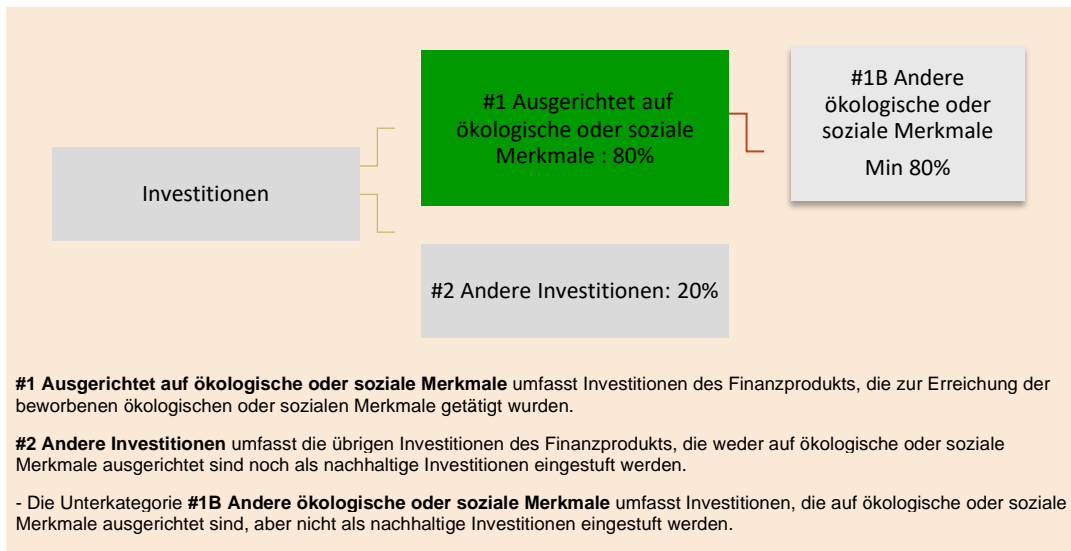 #1 Ausgerichtet auf
ökologische oder soziale
Merkmale : 80%
#1B Andere
ökologische oder
soziale Merkmale
Min 80%
Investitionen
#2 Andere Investitionen: 20%
#1 Ausgerichtet auf ökologische oder soziale Merkmale umfasst Investitionen des Finanzprodukts, die zur Erreichung der
beworbenen ökologischen oder sozialen Merkmale getätigt wurden.
#2 Andere Investitionen umfasst die übrigen Investitionen des Finanzprodukts, die weder auf ökologische oder soziale
Merkmale ausgerichtet sind noch als nachhaltige Investitionen eingestuft werden.
- Die Unterkategorie #1B Andere ökologische oder soziale Merkmale umfasst Investitionen, die auf ökologische oder soziale
Merkmale ausgerichtet sind, aber nicht als nachhaltige Investitionen eingestuft werden.